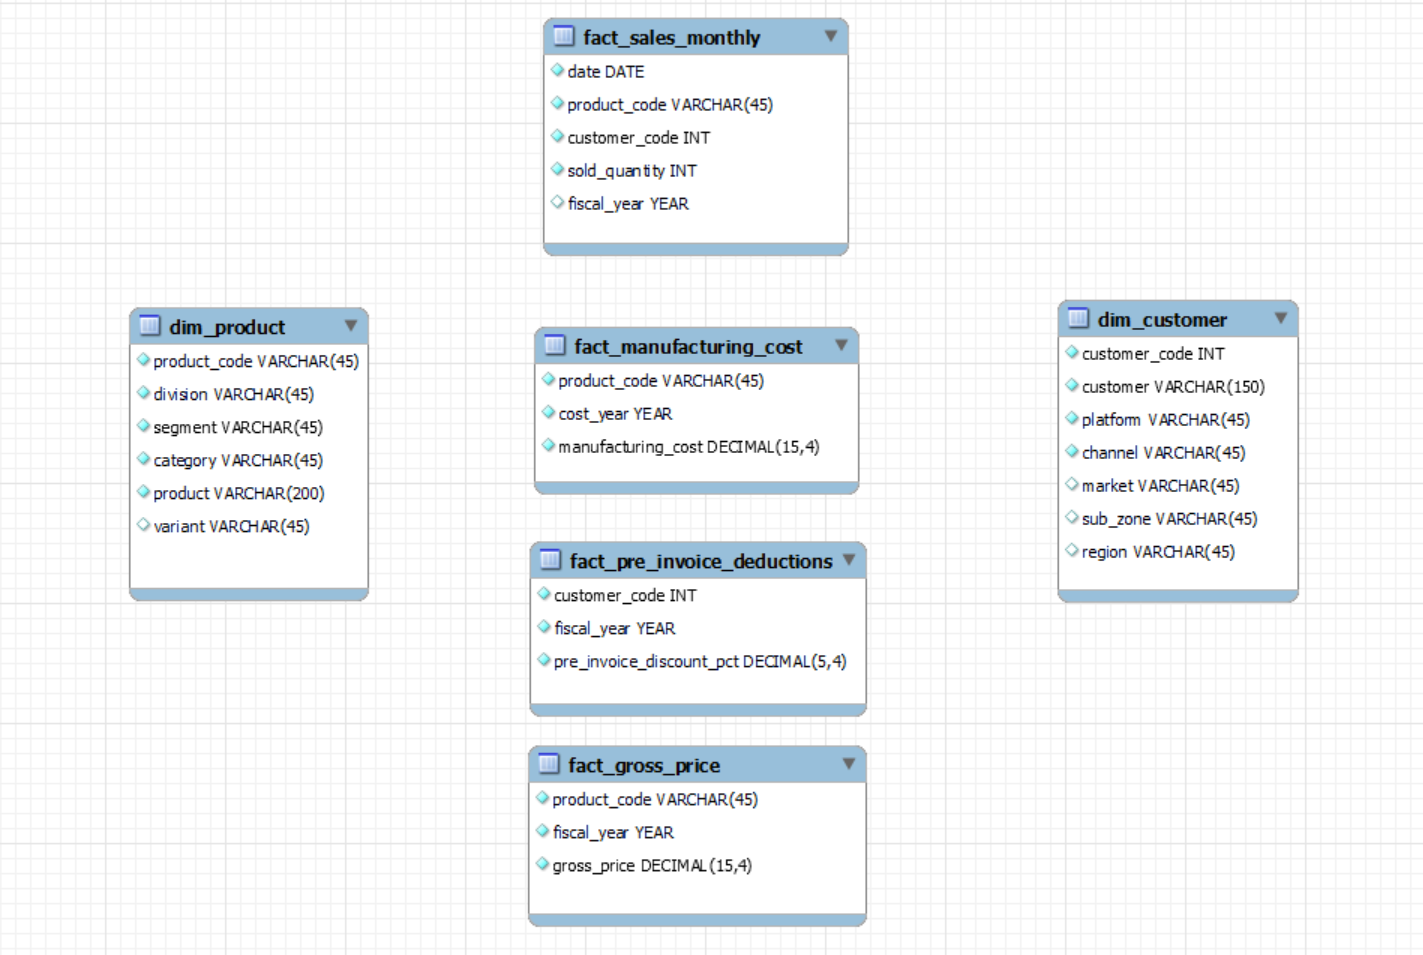 fact_sales_monthly
date DATE
product_code VARCHAR(45)
customer_code INT
sold_quantity INT
fiscal_year YEAR
dim_product
product_code VARCHAR(45)
division VARCHAR(45)
segment VARCHAR(45)
category VARCHAR(45)
product VARCHAR(200)
variant VARCHAR(45)
fact_manufacturing_cost
product_code VARCHAR(45)
cost_year YEAR
manufacturing_cost DECIMAL(15,4)
dim_customer
customer_code INT
customer VARCHAR(150)
platform VARCHAR(45)
channel VARCHAR(45)
market VARCHAR(45)
sub_zone VARCHAR(45)
region VARCHAR(45)
fact_pre_invoice_deductions
customer_code INT
fiscal_year YEAR
pre_invoice_discount_pct DECIMAL(5,4)
fact_gross_price
product_code VARCHAR(45)
fiscal_year YEAR
gross_price DECIMAL(15,4)